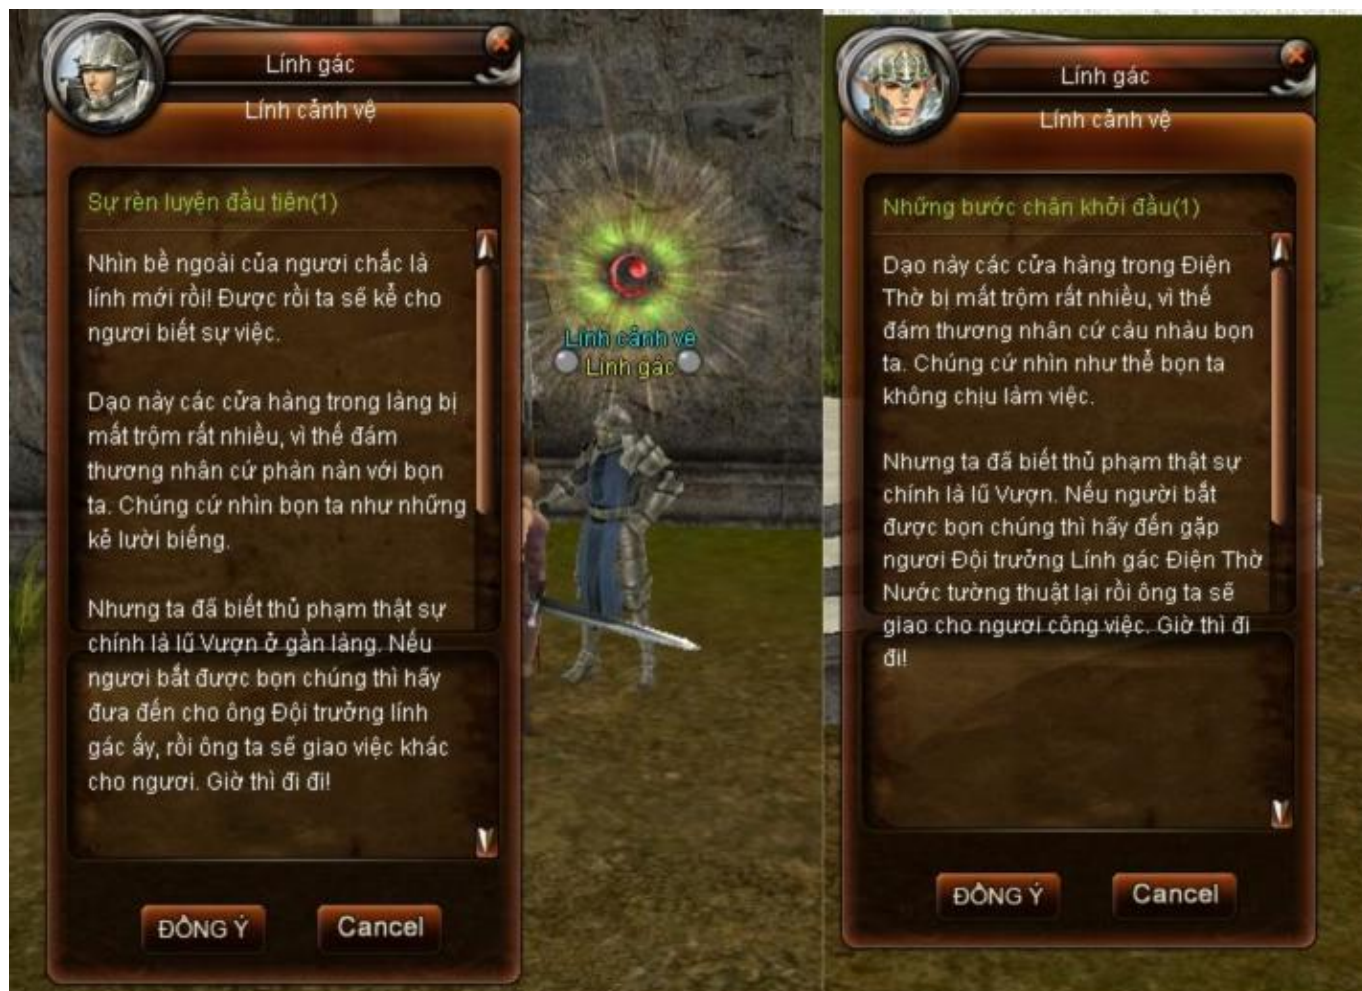 Lính gác
Lính cảnh vệ
Sự rèn luyện đầu tiên(1)
Nhìn bề ngoài của ngươi chắc là
lính mới rồi! Được rồi ta sẽ kể cho
ngươi biết sự việc.
Dạo này các cửa hàng trong làng bị
mất trộm rất nhiều, vì thế đám
thương nhân cứ phàn nàn với bọn
ta. Chúng cứ nhìn bọn ta như những
kẻ lười biếng.
Nhưng ta đã biết thủ phạm thật sự
chính là lũ Vượn ở gần làng. Nếu
ngươi bắt được bọn chúng thì hãy
đưa đến cho ông Đội trưởng lính
gác ấy, rồi ông ta sẽ giao việc khác
cho ngươi. Giờ thì đi đi!
ĐỒNG Ý
Cancel
Lính cảnh vệ
Lính gác
Lính gác
Lính cảnh vệ
Những bước chân khởi đầu(1)
Dạo này các cửa hàng trong Điện
Thờ bị mất trộm rất nhiều, vì thế
đám thương nhân cứ càu nhàu bọn
ta. Chúng cứ nhìn như thể bọn ta
không chịu làm việc.
Nhưng ta đã biết thủ phạm thật sự
chính là lũ Vượn. Nếu người bắt
được bọn chúng thì hãy đến gặp
ngươi Đội trưởng Lính gác Điện Thờ
Nước tường thuật lại rồi ông ta sẽ
giao cho ngươi công việc. Giờ thì đi
đi!
ĐỒNG Ý
Cancel